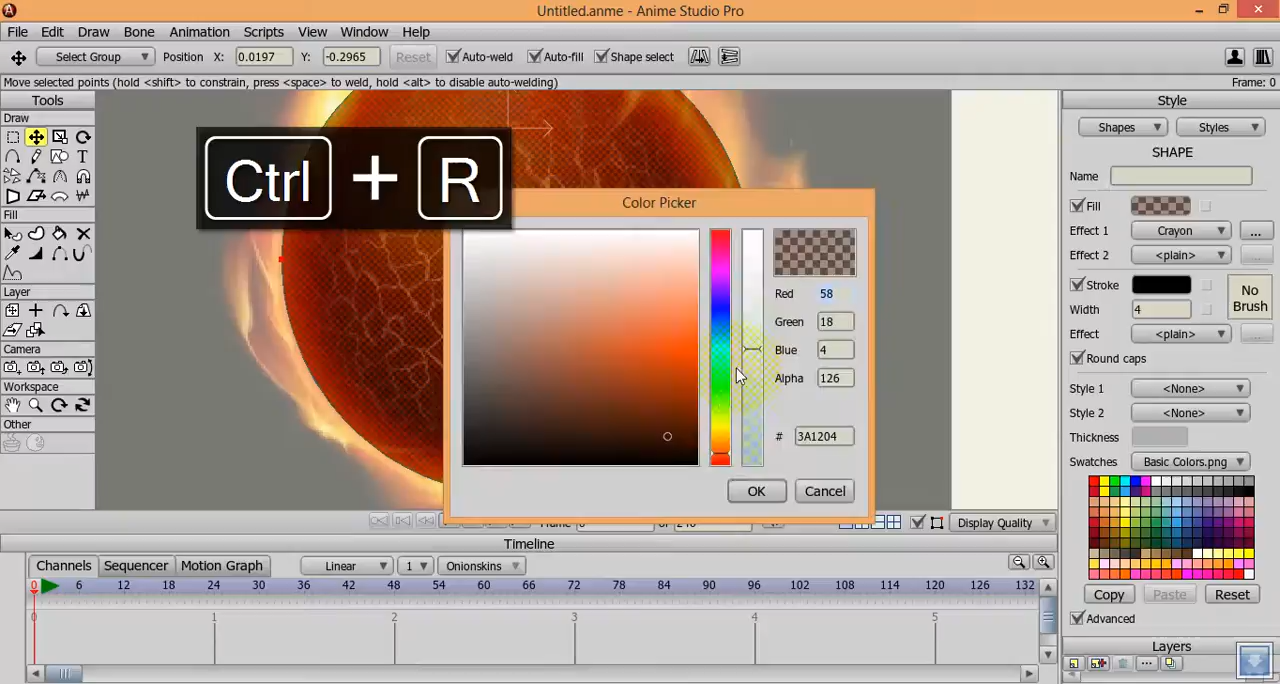 Untitled.anme - Anime Studio Pro
File Edit Draw Bone Animation Scripts View Window Help
Select Group Position X: 0.0197 Y: -0.2965 Reset Auto-weld Auto-fill Shape select
Move selected points (hold <shift> to constrain, press <space> to weld, hold <alt> to disable auto-welding) Frame: 0
Tools
Draw
T
Fill
Layer
Camera
Workspace
Other
Ctrl + R
Color Picker
Red 58
Green 18
Blue 4
Alpha 126
# 3A1204
OK Cancel
Style
Shapes Styles
SHAPE
Name
Fill
Effect 1 Crayon ...
Effect 2 <plain> ...
Stroke
Width 4
No Brush
Effect <plain> ...
Round caps
Style 1 <None>
Style 2 <None>
Thickness
Swatches Basic Colors.png
Copy Paste Reset
Advanced
Layers
Display Quality
Timeline
Channels Sequencer Motion Graph Linear 1 Onionskins
0 6 12 18 24 30 36 42 48 54 60 66 72 78 84 90 96 102 108 114 120 126 132
0 1 2 3 4 5